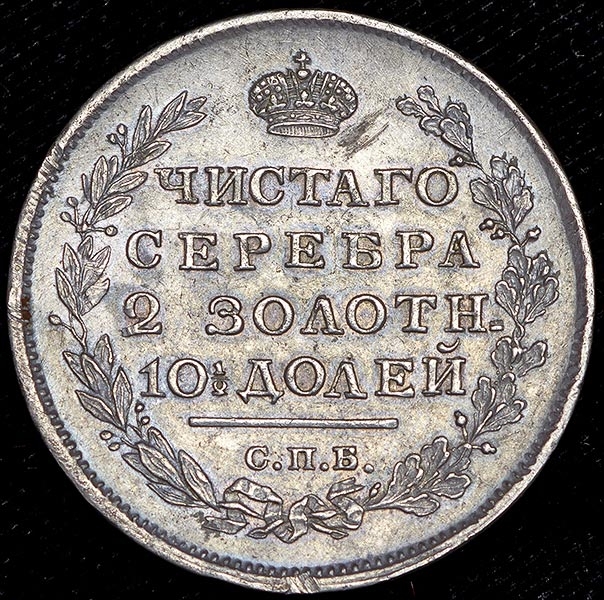 ЧИСТАГО
СЕРЕБРА
2 ЗОЛОТН.
10½ ДОЛЕЙ
С.П.Б.